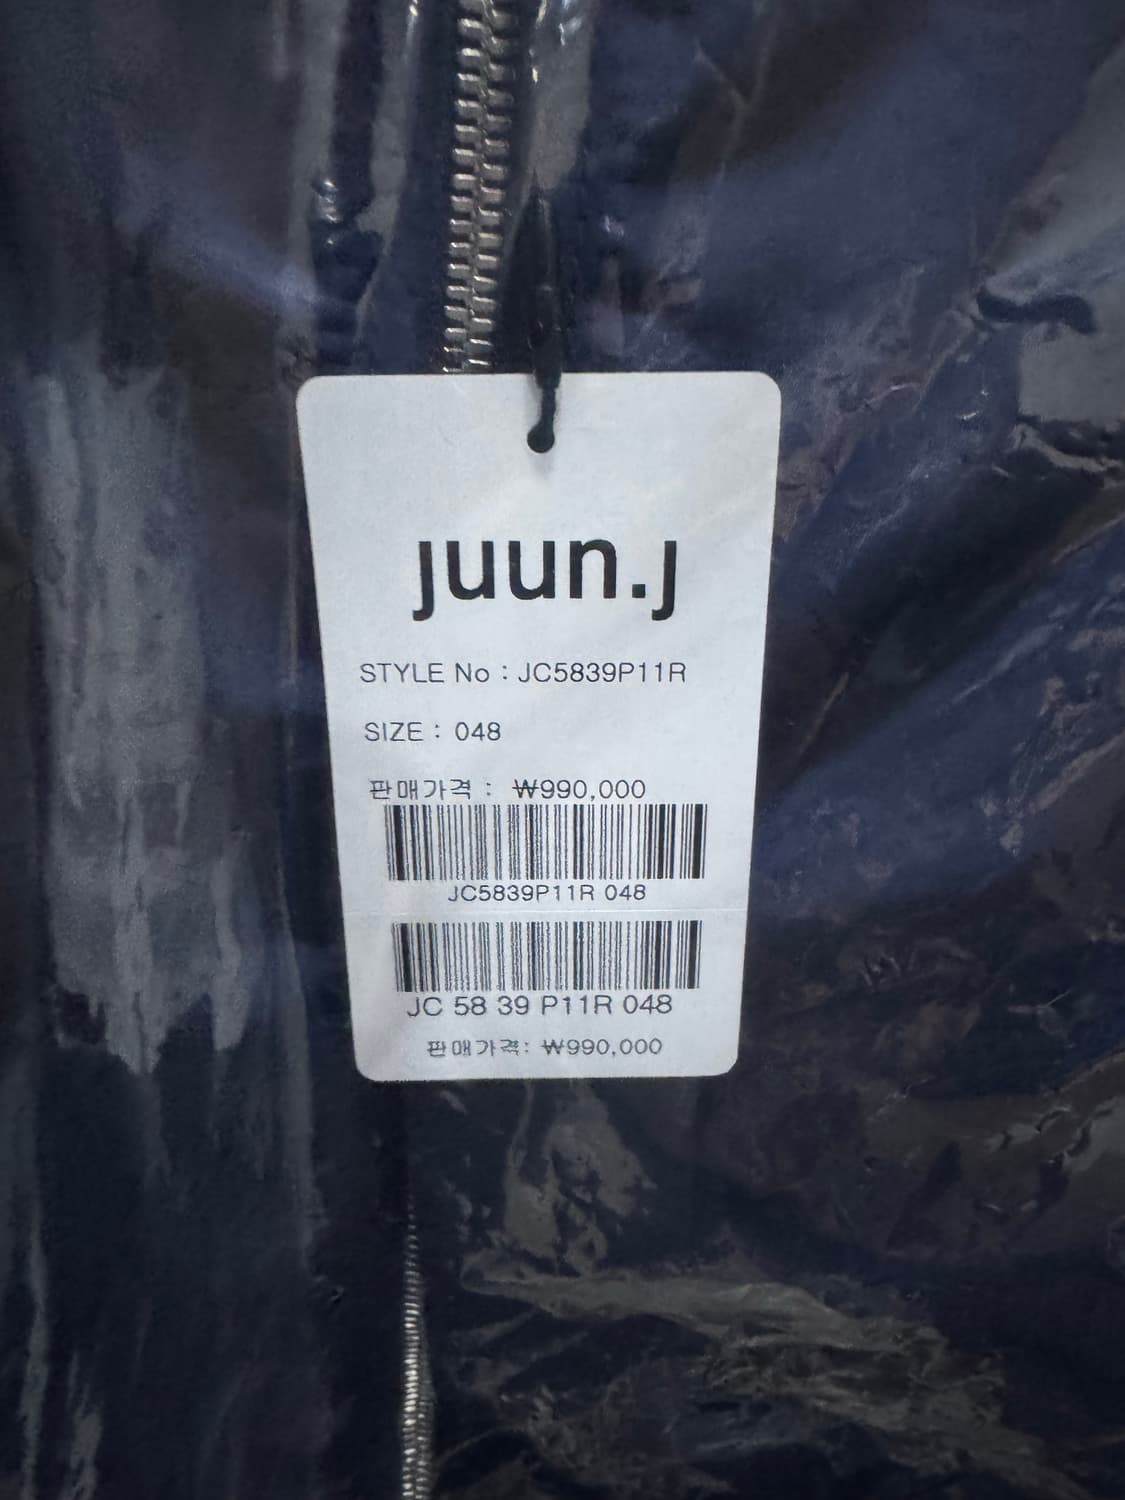 juun.j
STYLE No : JC5839P11R
SIZE : 048
판매가격 : ₩990,000
JC5839P11R 048
JC 58 39 P11R 048
판매가격: ₩990,000